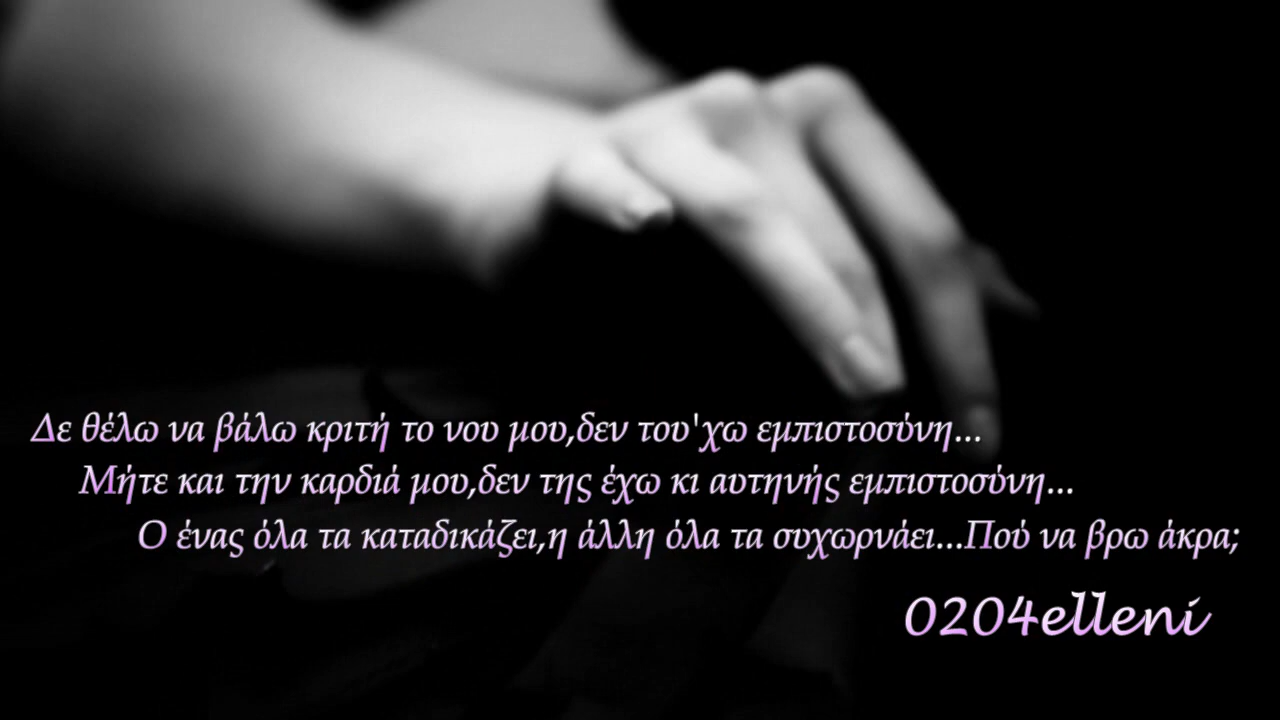 Δε θέλω να βάλω κριτή το νου μου,δεν του'χω εμπιστοσύνη...
Μήτε και την καρδιά μου,δεν της έχω κι αυτηνής εμπιστοσύνη...
Ο ένας όλα τα καταδικάζει,η άλλη όλα τα συχωρνάει...Πού να βρω άκρα;
0204elleni